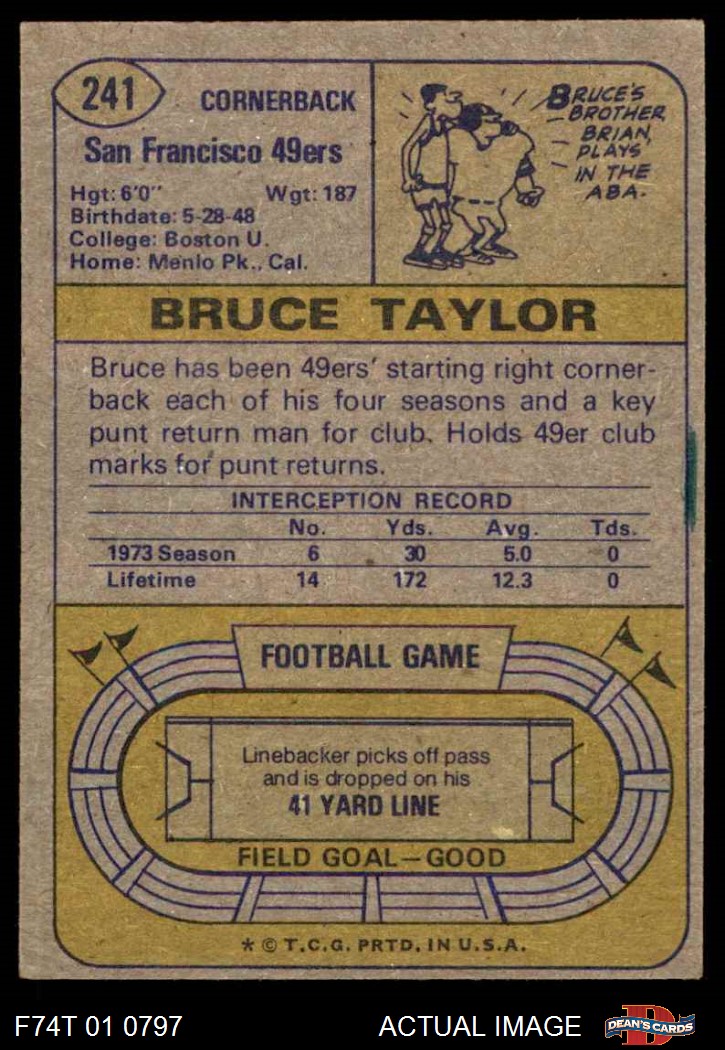 241
CORNERBACK
San Francisco 49ers
Hgt: 6'0" Wgt: 187
Birthdate: 5-28-48
College: Boston U.
Home: Menlo Pk., Cal.
BRUCE'S
BROTHER,
BRIAN,
PLAYS
IN THE
ABA.
BRUCE TAYLOR
Bruce has been 49ers' starting right corner-
back each of his four seasons and a key
punt return man for club. Holds 49er club
marks for punt returns.
INTERCEPTION RECORD
No. Yds. Avg. Tds.
1973 Season 6 30 5.0 0
Lifetime 14 172 12.3 0
FOOTBALL GAME
Linebacker picks off pass
and is dropped on his
41 YARD LINE
FIELD GOAL—GOOD
* © T.C.G. PRTD. IN U.S.A.
F74T 01 0797 ACTUAL IMAGE
D
DEAN'S CARDS